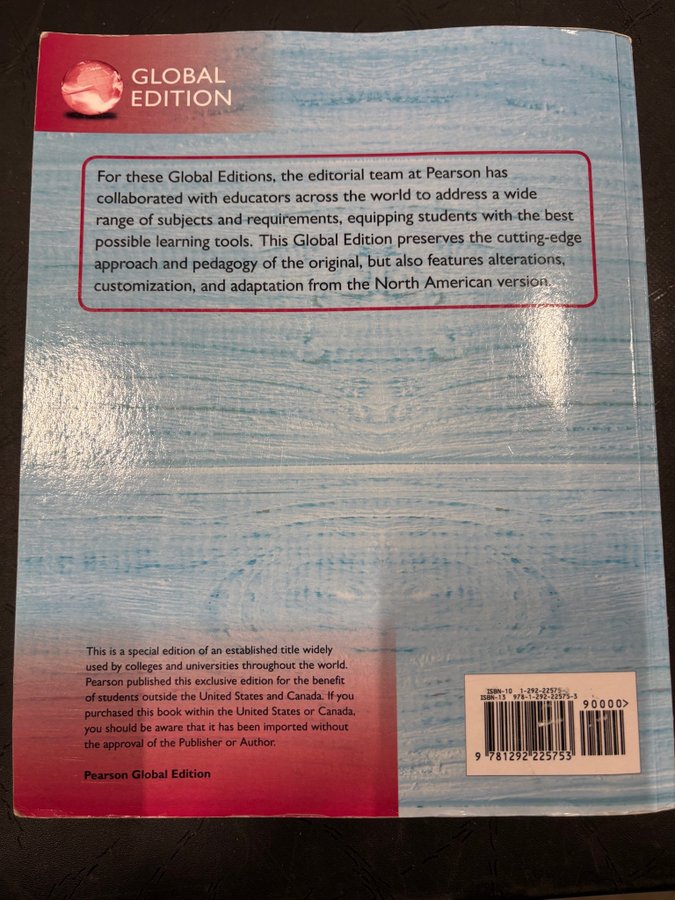 GLOBAL
EDITION
For these Global Editions, the editorial team at Pearson has
collaborated with educators across the world to address a wide
range of subjects and requirements, equipping students with the best
possible learning tools. This Global Edition preserves the cutting-edge
approach and pedagogy of the original, but also features alterations,
customization, and adaptation from the North American version.
This is a special edition of an established title widely
used by colleges and universities throughout the world.
Pearson published this exclusive edition for the benefit
of students outside the United States and Canada. If you
purchased this book within the United States or Canada,
you should be aware that it has been imported without
the approval of the Publisher or Author.
Pearson Global Edition
ISBN-10 1-292-22575-
ISBN-13 978-1-292-22575-3
90000>
9 781292 225753